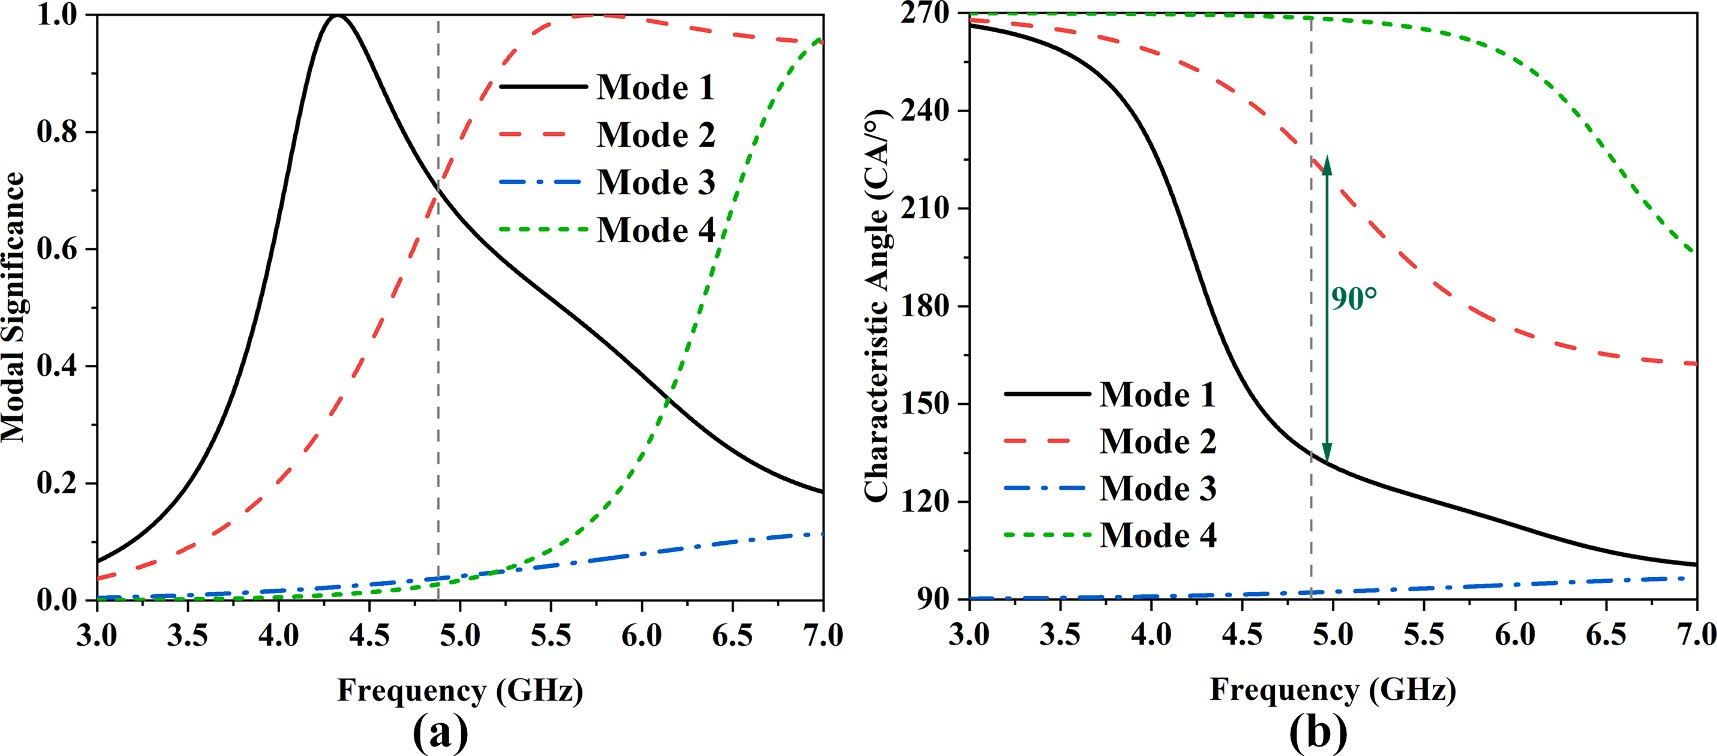 Modal Significance
1.0
0.8
0.6
0.4
0.2
0.0
Mode 1
Mode 2
Mode 3
Mode 4
3.0 3.5 4.0 4.5 5.0 5.5 6.0 6.5 7.0
Frequency (GHz)
(a)
Characteristic Angle (CA/°)
270
240
210
180
150
120
90
90°
Mode 1
Mode 2
Mode 3
Mode 4
3.0 3.5 4.0 4.5 5.0 5.5 6.0 6.5 7.0
Frequency (GHz)
(b)